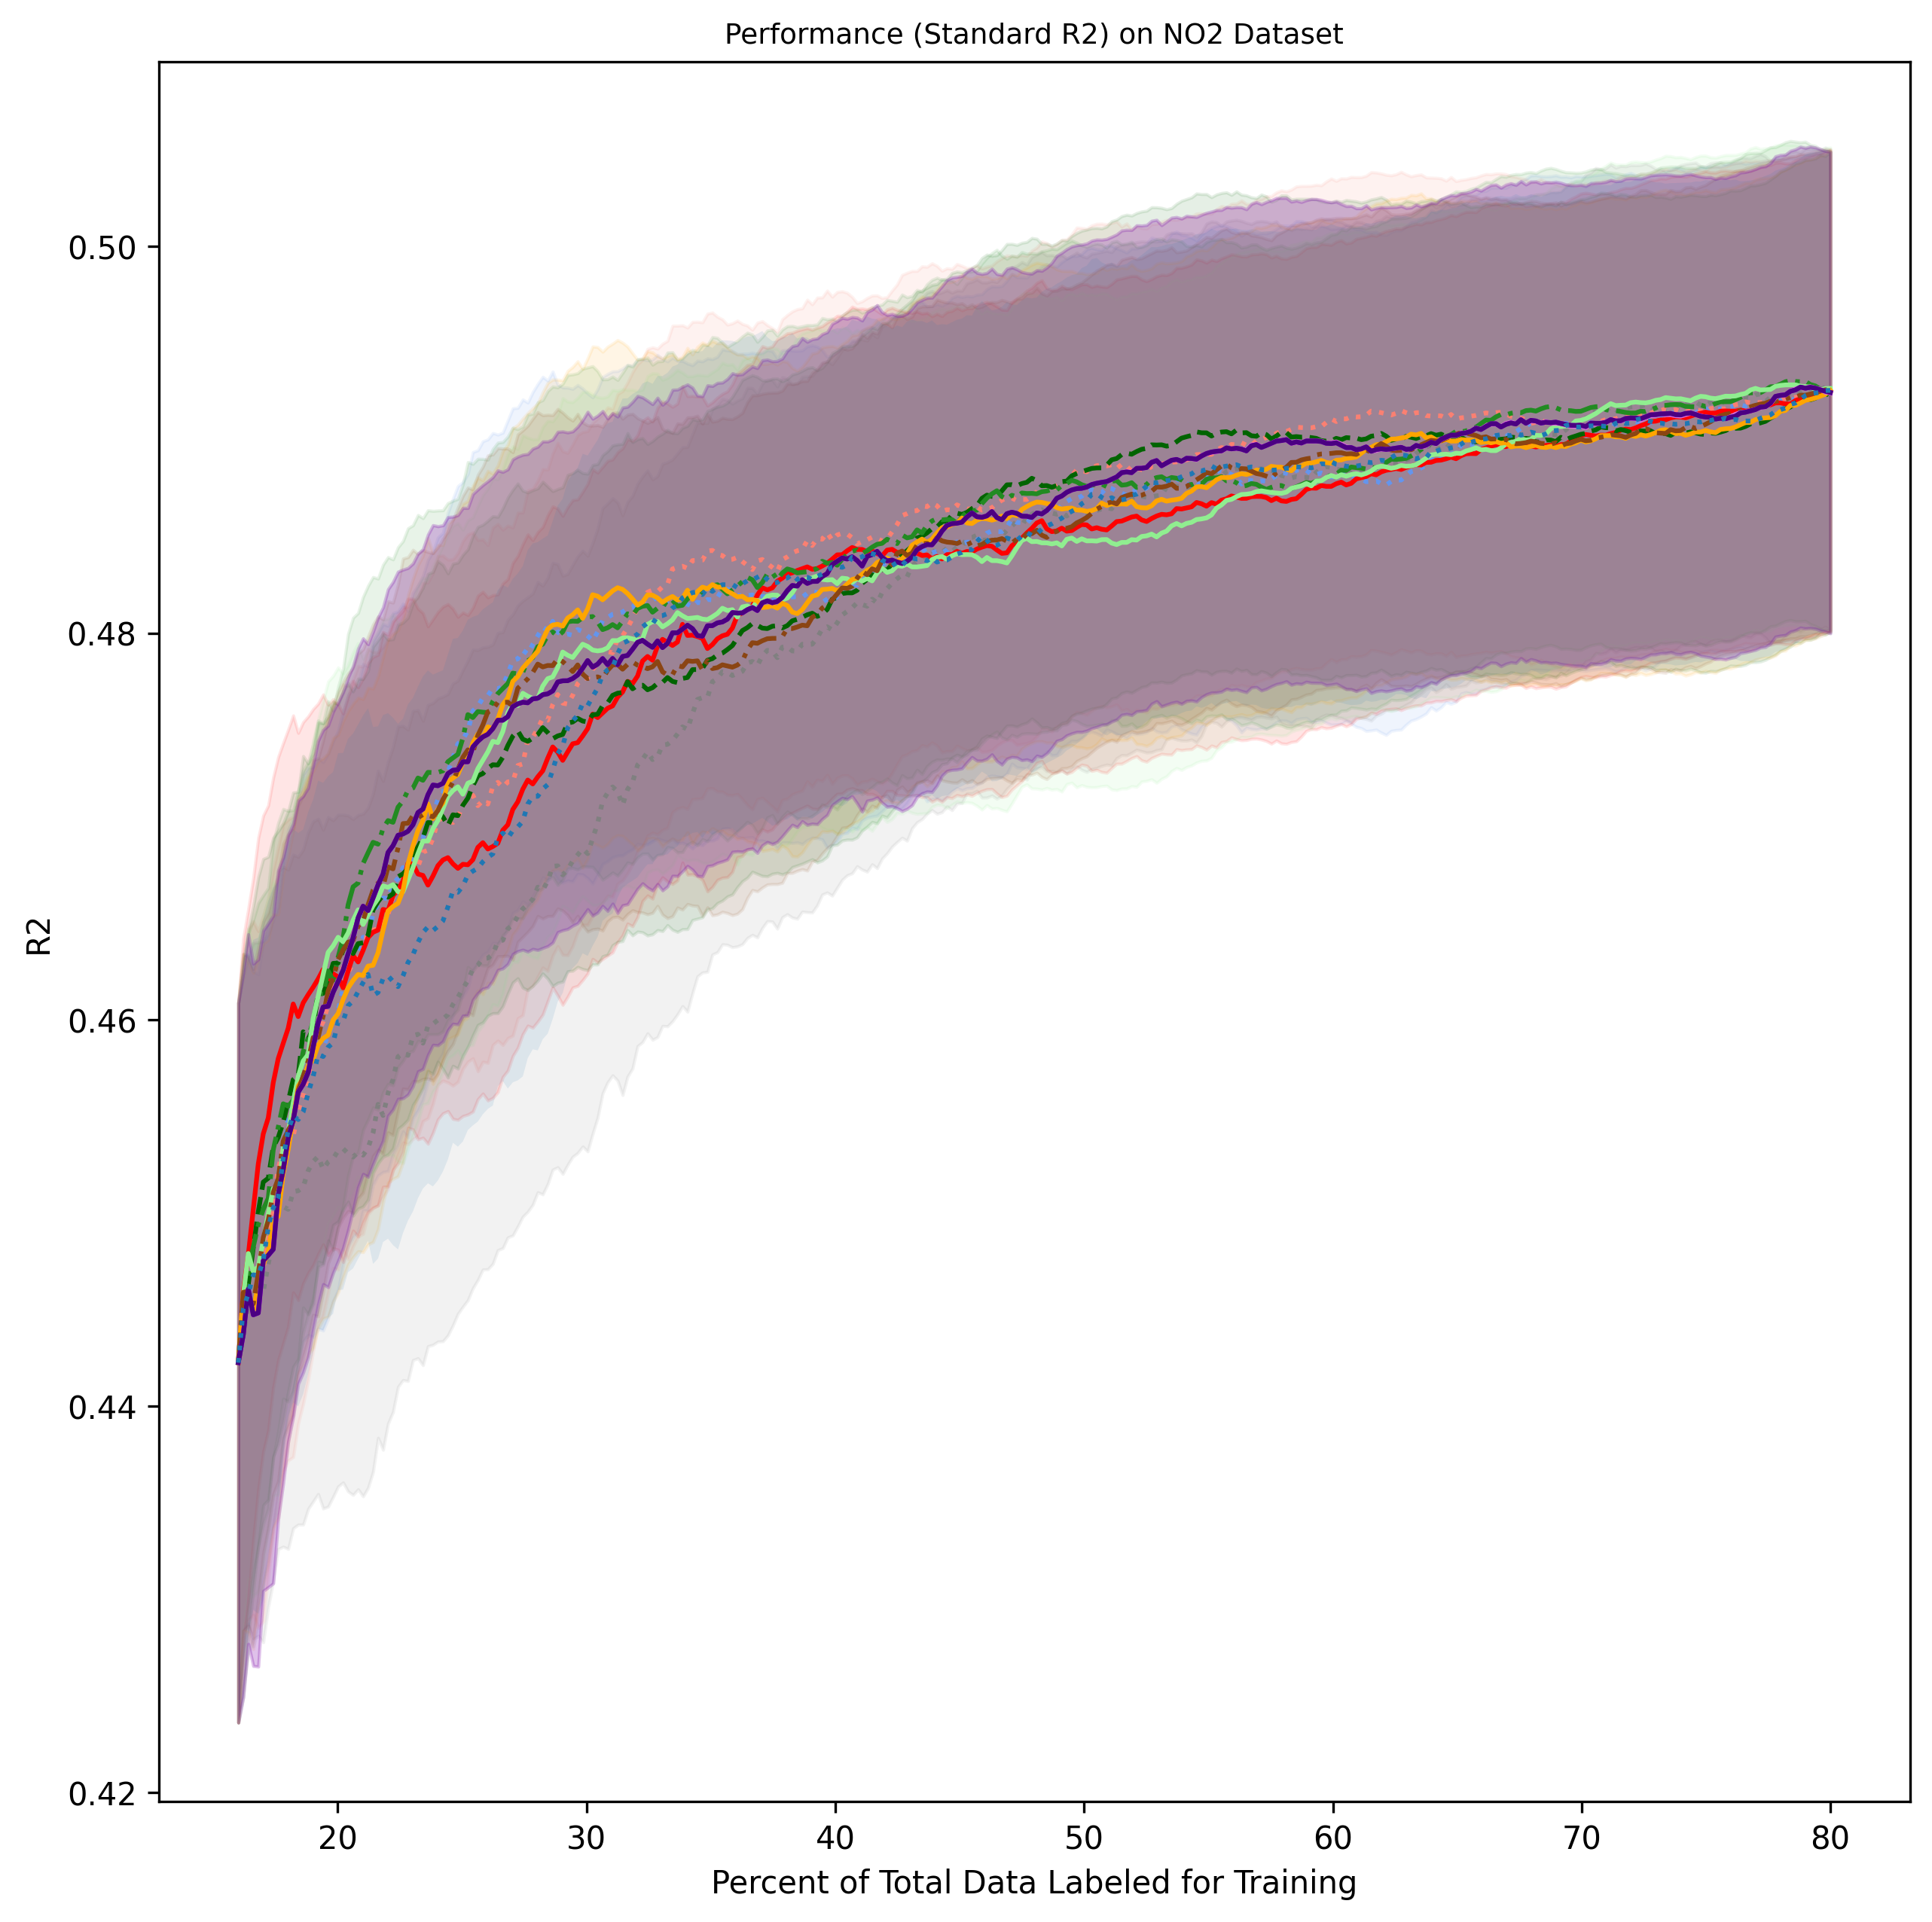 Performance (Standard R2) on NO2 Dataset
R2
0.50
0.48
0.46
0.44
0.42
20 30 40 50 60 70 80
Percent of Total Data Labeled for Training